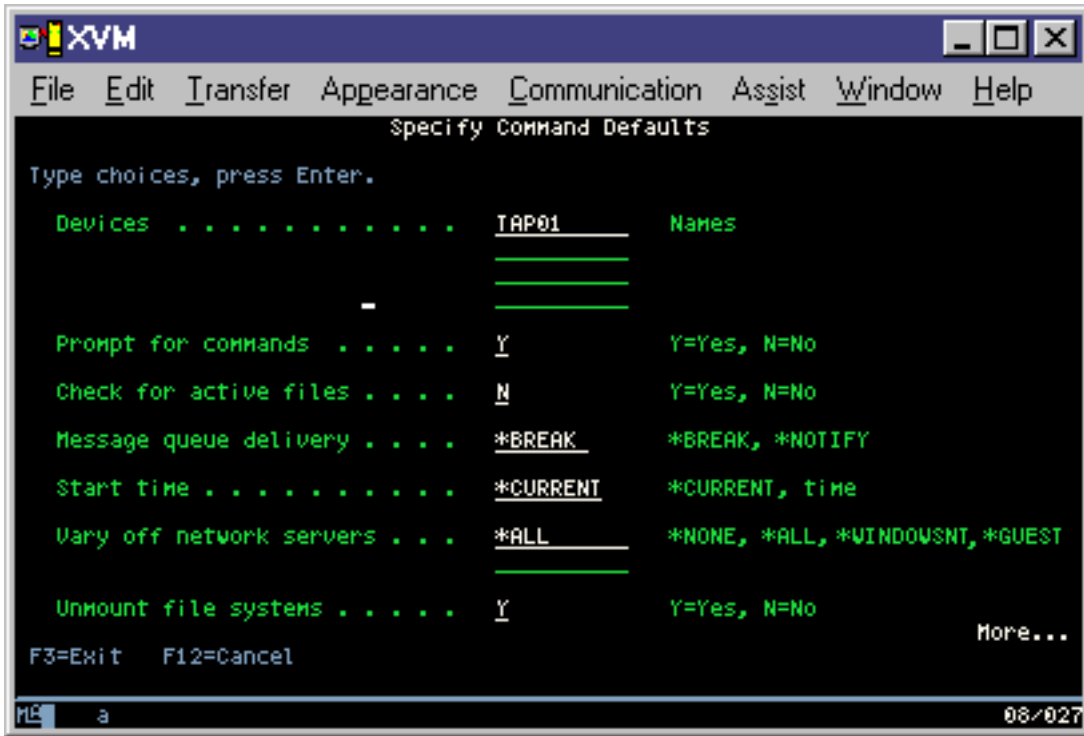 XVM
File Edit Transfer Appearance Communication Assist Window Help
Specify Command Defaults
Type choices, press Enter.
Devices . . . . . . . . . . . TAP01 Names
Prompt for commands . . . . . Y Y=Yes, N=No
Check for active files . . . . N Y=Yes, N=No
Message queue delivery . . . . *BREAK *BREAK, *NOTIFY
Start time . . . . . . . . . . *CURRENT *CURRENT, time
Vary off network servers . . . *ALL *NONE, *ALL, *WINDOWSNT, *GUEST
Unmount file systems . . . . . Y Y=Yes, N=No
More...
F3=Exit F12=Cancel
MA a 08/027